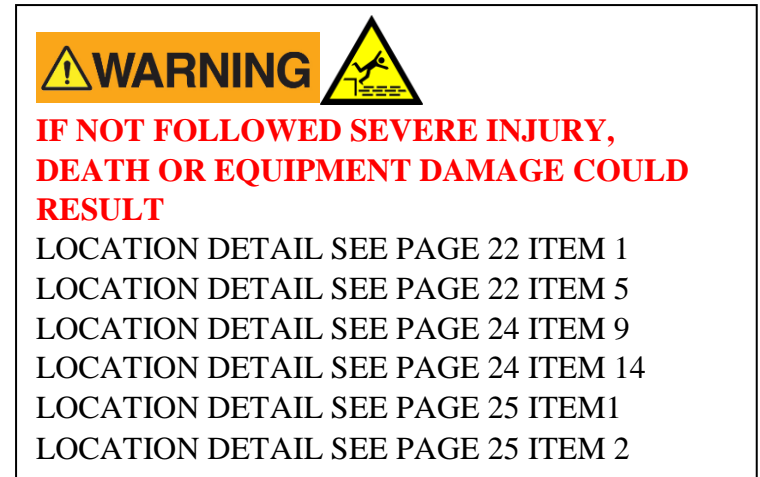 WARNING
IF NOT FOLLOWED SEVERE INJURY,
DEATH OR EQUIPMENT DAMAGE COULD
RESULT
LOCATION DETAIL SEE PAGE 22 ITEM 1
LOCATION DETAIL SEE PAGE 22 ITEM 5
LOCATION DETAIL SEE PAGE 24 ITEM 9
LOCATION DETAIL SEE PAGE 24 ITEM 14
LOCATION DETAIL SEE PAGE 25 ITEM1
LOCATION DETAIL SEE PAGE 25 ITEM 2